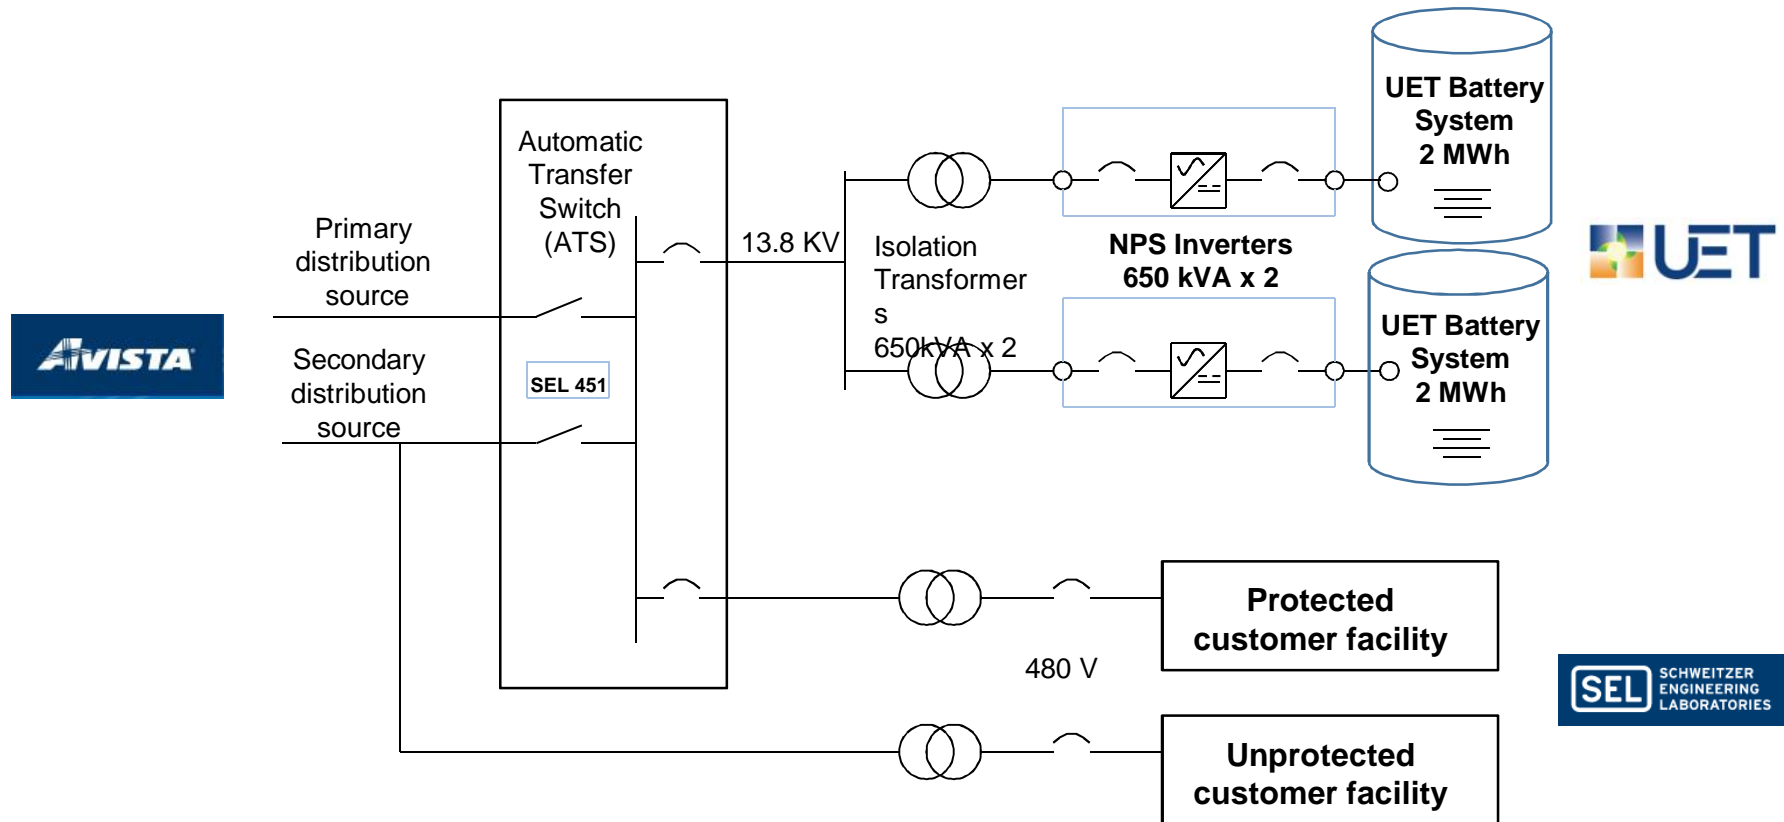 UET Battery
System
2 MWh
Automatic
Transfer
Switch
(ATS)
Primary
distribution
source
13.8 KV
Isolation
Transformer
s
650kVA x 2
NPS Inverters
650 kVA x 2
UET
AVISTA
Secondary
distribution
source
SEL 451
UET Battery
System
2 MWh
Protected
customer facility
480 V
SEL
SCHWEITZER
ENGINEERING
LABORATORIES
Unprotected
customer facility